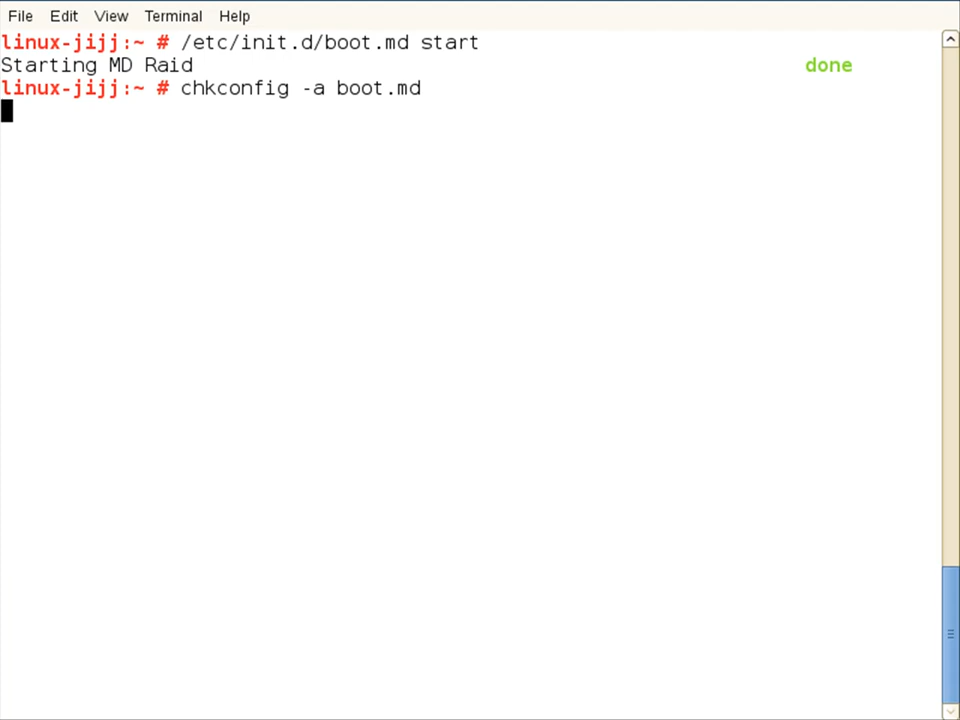 File Edit View Terminal Help
linux-jijj:~ # /etc/init.d/boot.md start
Starting MD Raid done
linux-jijj:~ # chkconfig -a boot.md